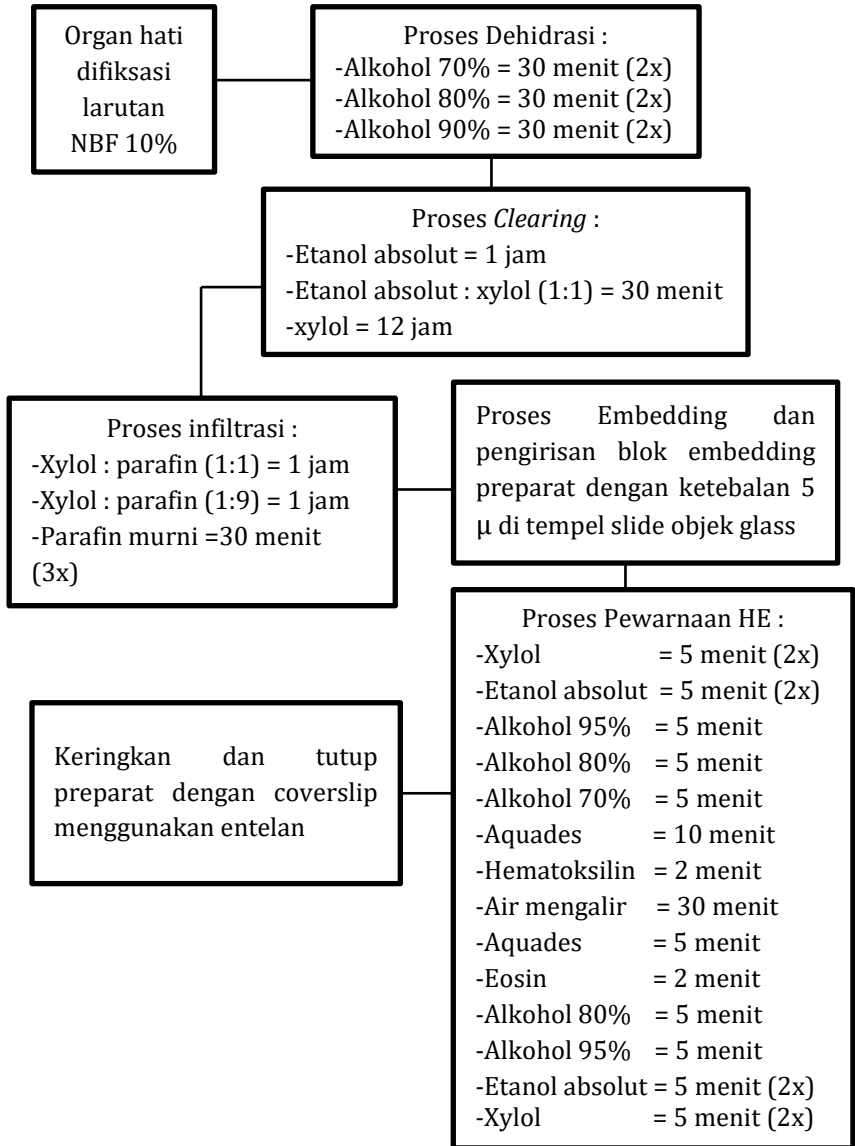 Organ hati
difiksasi
larutan
NBF 10%
Proses Dehidrasi :
-Alkohol 70% = 30 menit (2x)
-Alkohol 80% = 30 menit (2x)
-Alkohol 90% = 30 menit (2x)
Proses Clearing :
-Etanol absolut = 1 jam
-Etanol absolut : xylol (1:1) = 30 menit
-xylol = 12 jam
Proses infiltrasi :
-Xylol : parafin (1:1) = 1 jam
-Xylol : parafin (1:9) = 1 jam
-Parafin murni =30 menit
(3x)
Proses Embedding dan
pengirisan blok embedding
preparat dengan ketebalan 5
μ di tempel slide objek glass
Proses Pewarnaan HE :
-Xylol = 5 menit (2x)
-Etanol absolut = 5 menit (2x)
-Alkohol 95% = 5 menit
-Alkohol 80% = 5 menit
-Alkohol 70% = 5 menit
-Aquades = 10 menit
-Hematoksilin = 2 menit
-Air mengalir = 30 menit
-Aquades = 5 menit
-Eosin = 2 menit
-Alkohol 80% = 5 menit
-Alkohol 95% = 5 menit
-Etanol absolut = 5 menit (2x)
-Xylol = 5 menit (2x)
Keringkan dan tutup
preparat dengan coverslip
menggunakan entelan